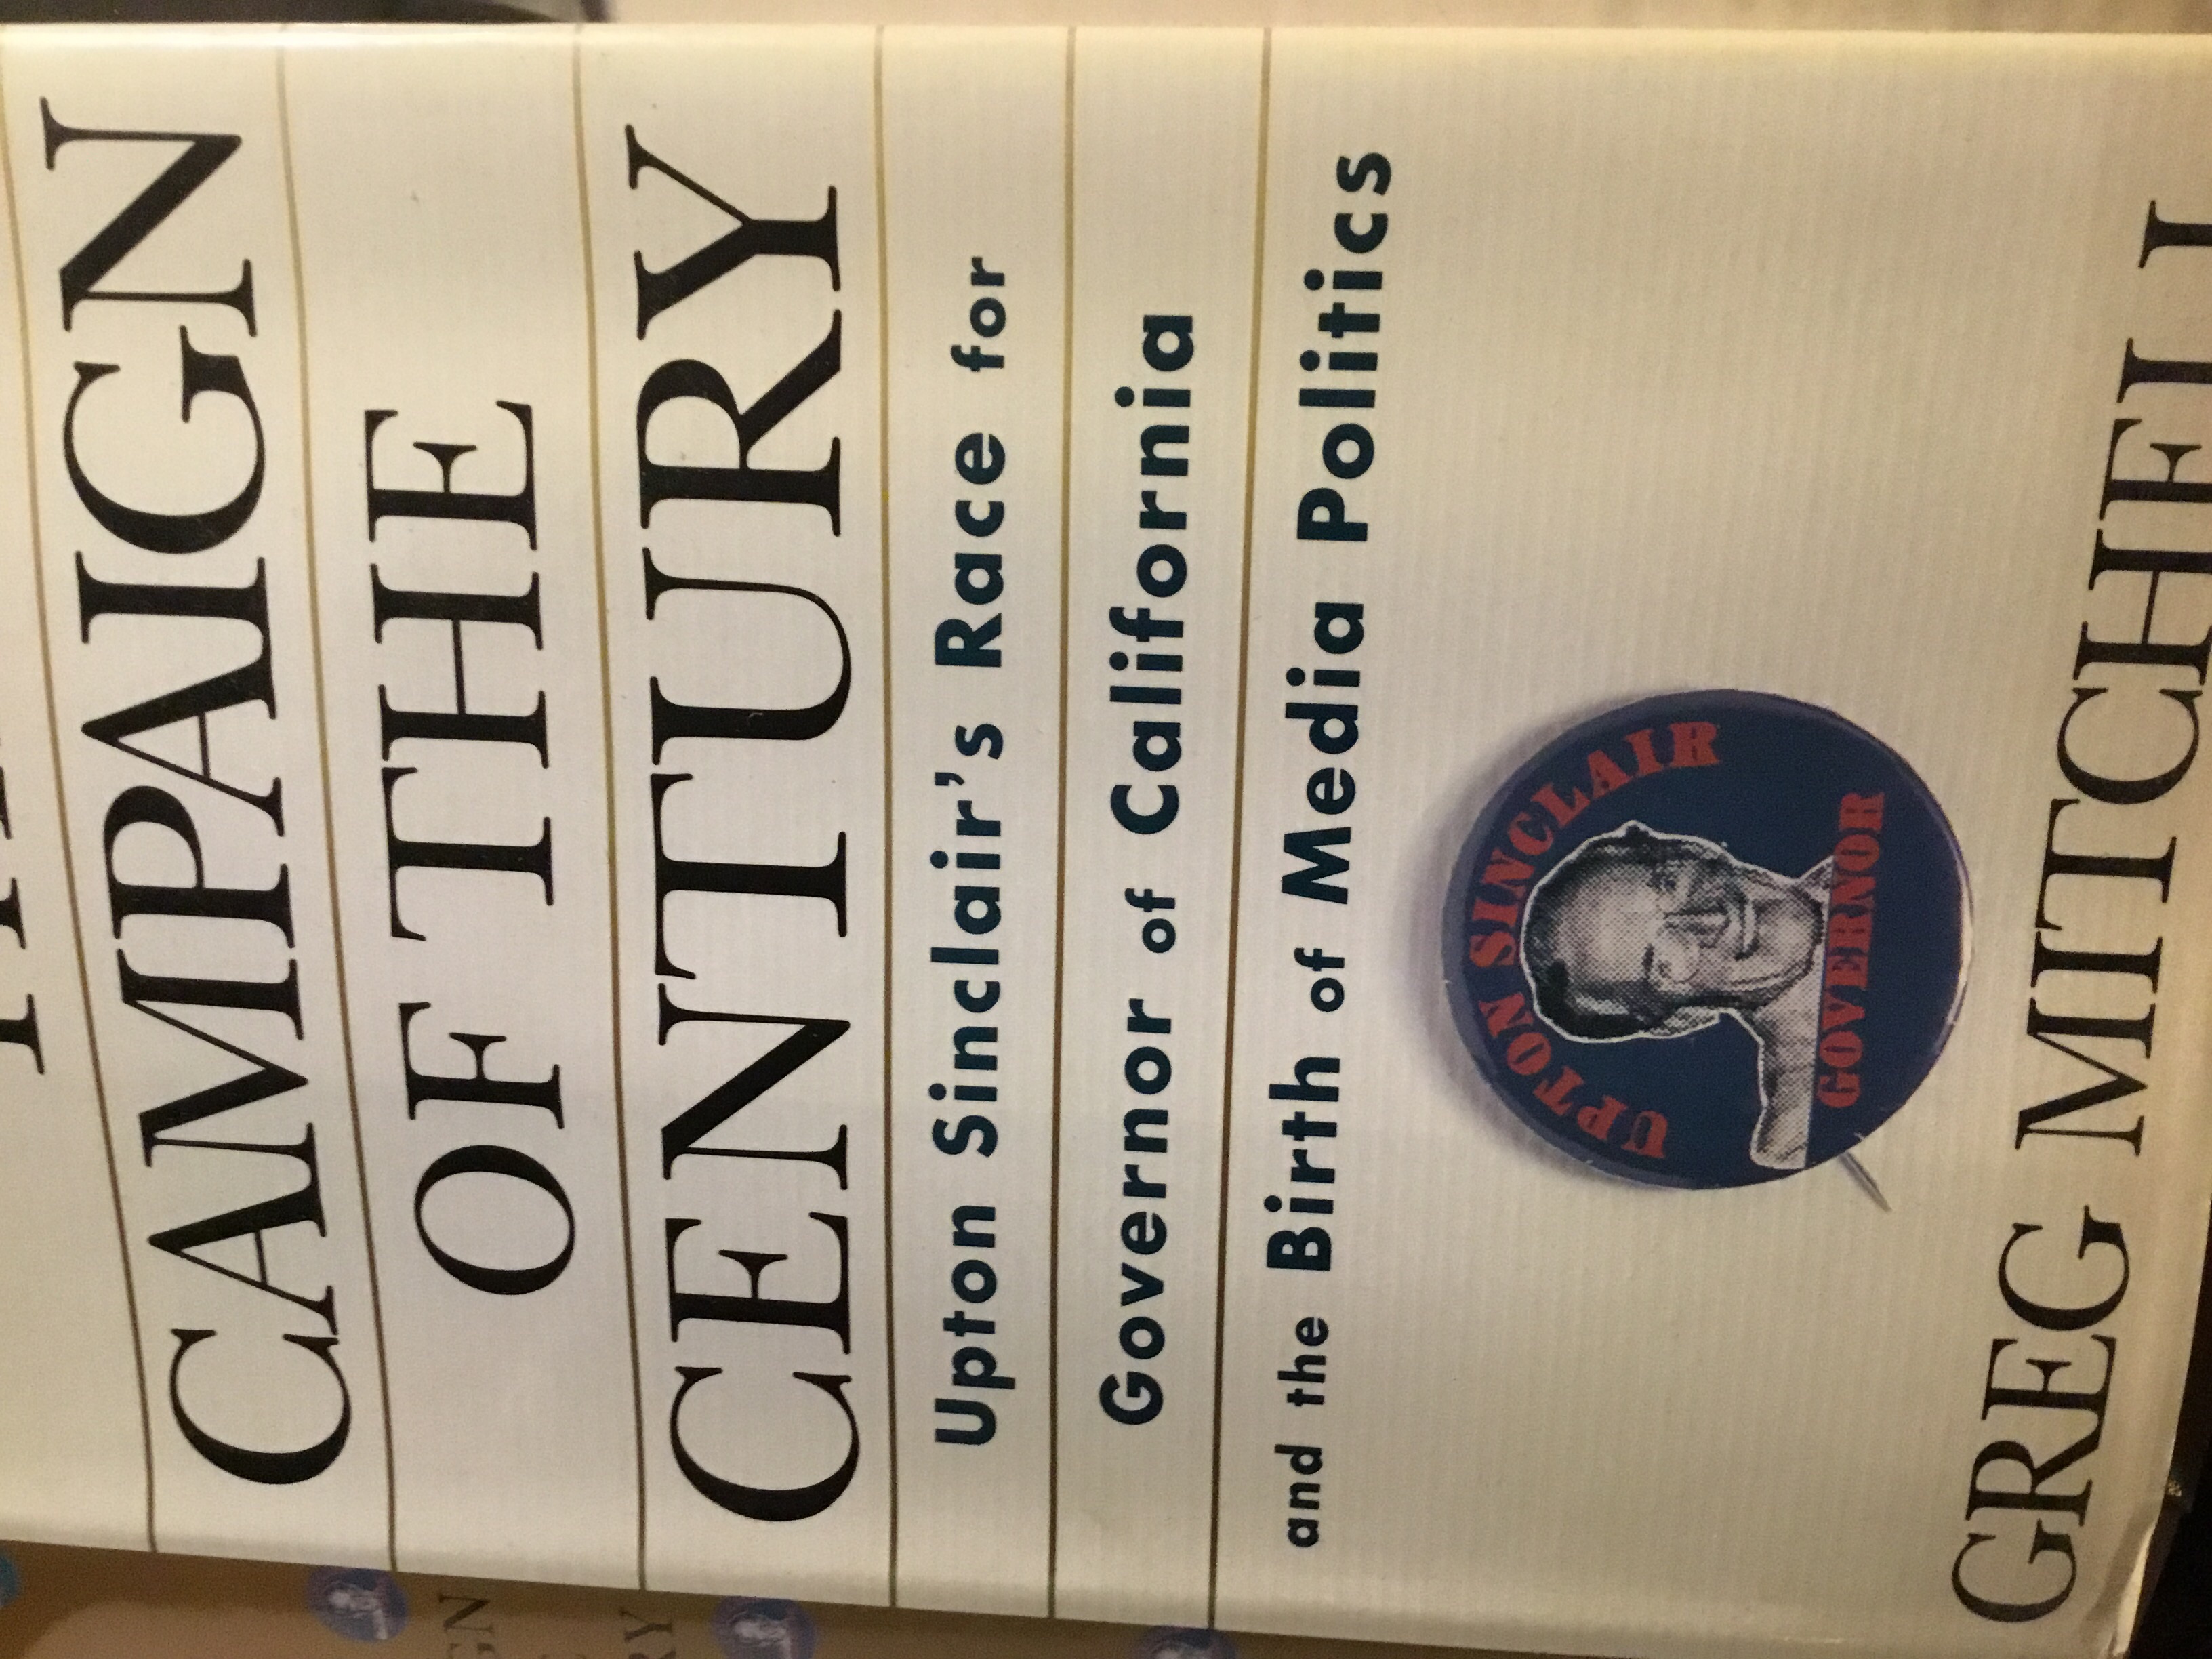 CAMPAIGN
OF THE
CENTURY
Upton Sinclair's Race for
Governor of California
and the Birth of Media Politics
UPTON SINCLAIR
GOVERNOR
GREG MITCHELL